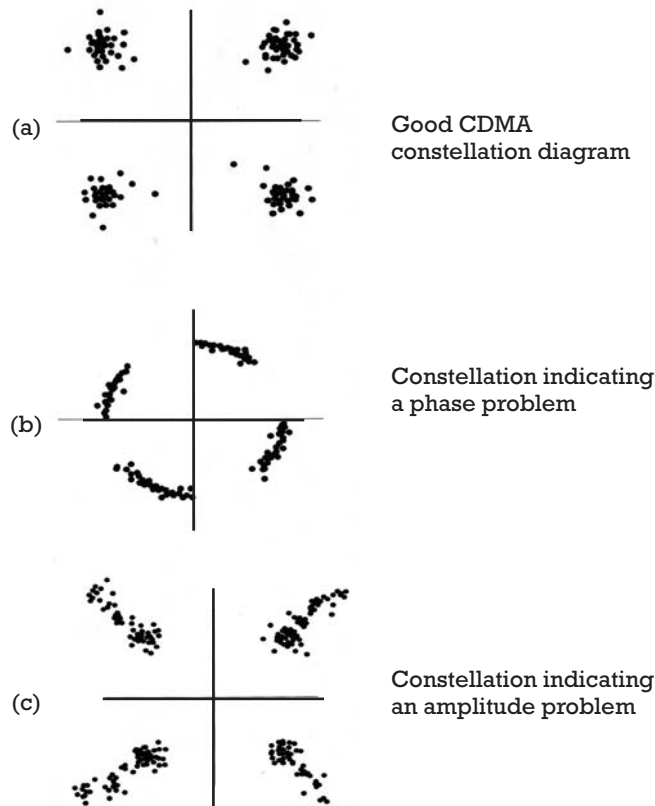 (a)
Good CDMA
constellation diagram
(b)
Constellation indicating
a phase problem
(c)
Constellation indicating
an amplitude problem